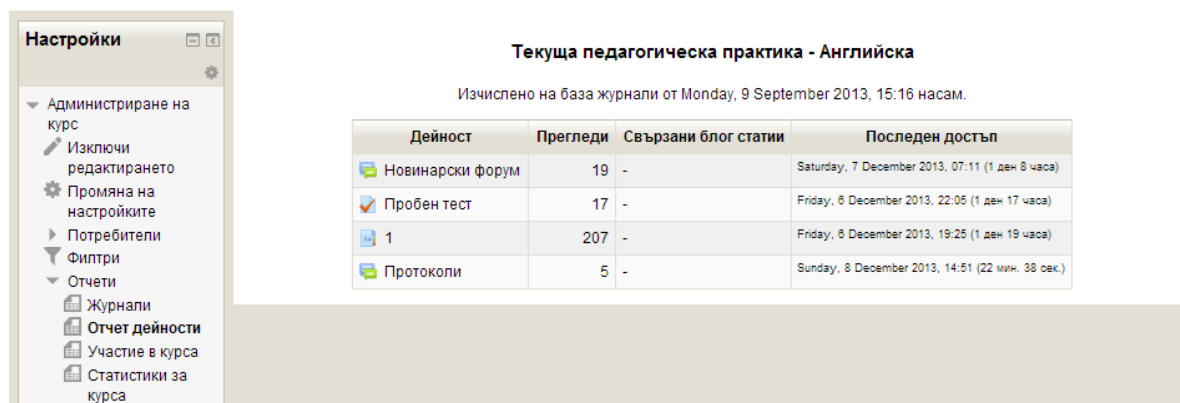 Настройки
Администриране на
курс
Изключи
редактирането
Промяна на
настройките
Потребители
Филтри
Отчети
Журнали
Отчет дейности
Участие в курса
Статистики за
курса
Текуща педагогическа практика - Английска
Изчислено на база журнали от Monday, 9 September 2013, 15:16 насам.
Дейност Прегледи Свързани блог статии Последен достъп
Новинарски форум 19 - Saturday, 7 December 2013, 07:11 (1 ден 8 часа)
Пробен тест 17 - Friday, 6 December 2013, 22:05 (1 ден 17 часа)
1 207 - Friday, 6 December 2013, 19:25 (1 ден 19 часа)
Протоколи 5 - Sunday, 8 December 2013, 14:51 (22 мин. 38 сек.)